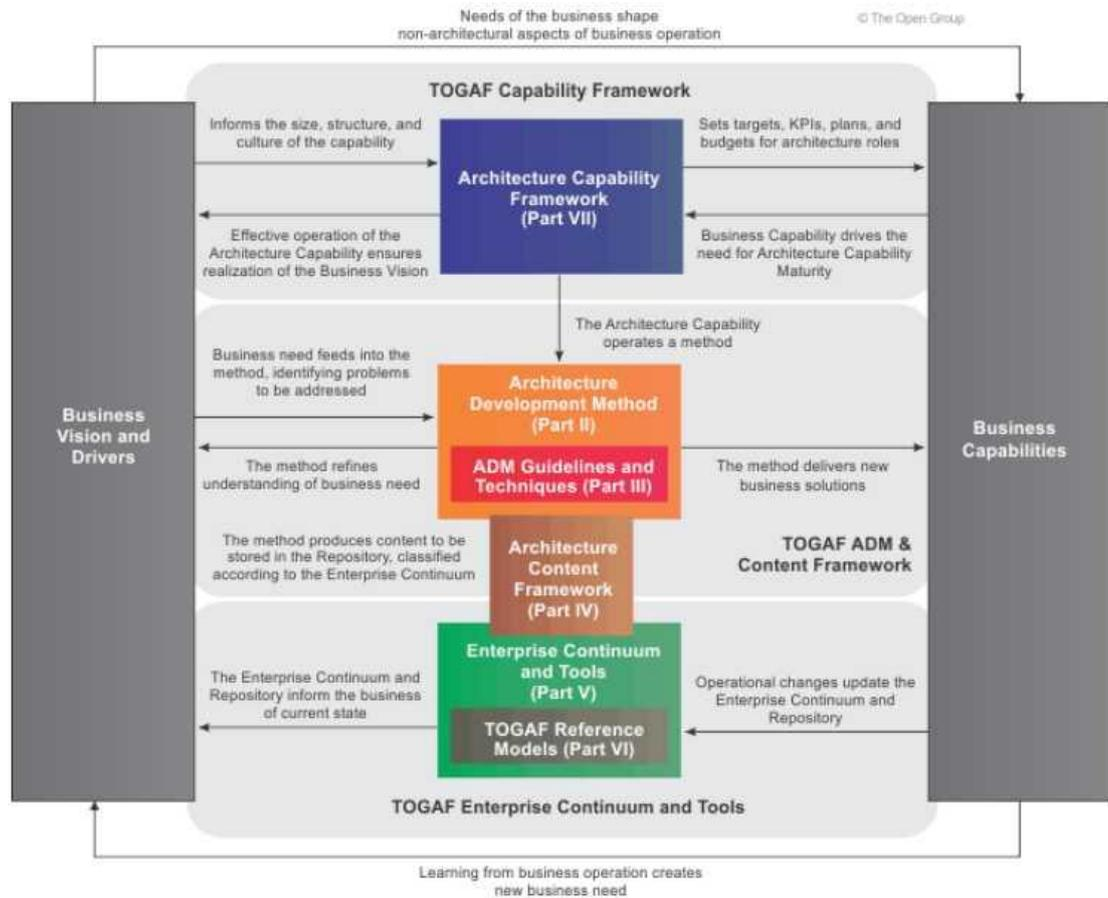 Needs of the business shape
non-architectural aspects of business operation
© The Open Group
TOGAF Capability Framework
Informs the size, structure, and
culture of the capability
Architecture Capability
Framework
(Part VII)
Sets targets, KPIs, plans, and
budgets for architecture roles
Effective operation of the
Architecture Capability ensures
realization of the Business Vision
Business Capability drives the
need for Architecture Capability
Maturity
The Architecture Capability
operates a method
Business need feeds into the
method, identifying problems
to be addressed
Business
Vision and
Drivers
Architecture
Development Method
(Part II)
ADM Guidelines and
Techniques (Part III)
Business
Capabilities
The method refines
understanding of business need
The method delivers new
business solutions
The method produces content to be
stored in the Repository, classified
according to the Enterprise Continuum
Architecture
Content
Framework
(Part IV)
TOGAF ADM &
Content Framework
The Enterprise Continuum and
Repository inform the business
of current state
Enterprise Continuum
and Tools
(Part V)
TOGAF Reference
Models (Part VI)
Operational changes update the
Enterprise Continuum and
Repository
TOGAF Enterprise Continuum and Tools
Learning from business operation creates
new business need